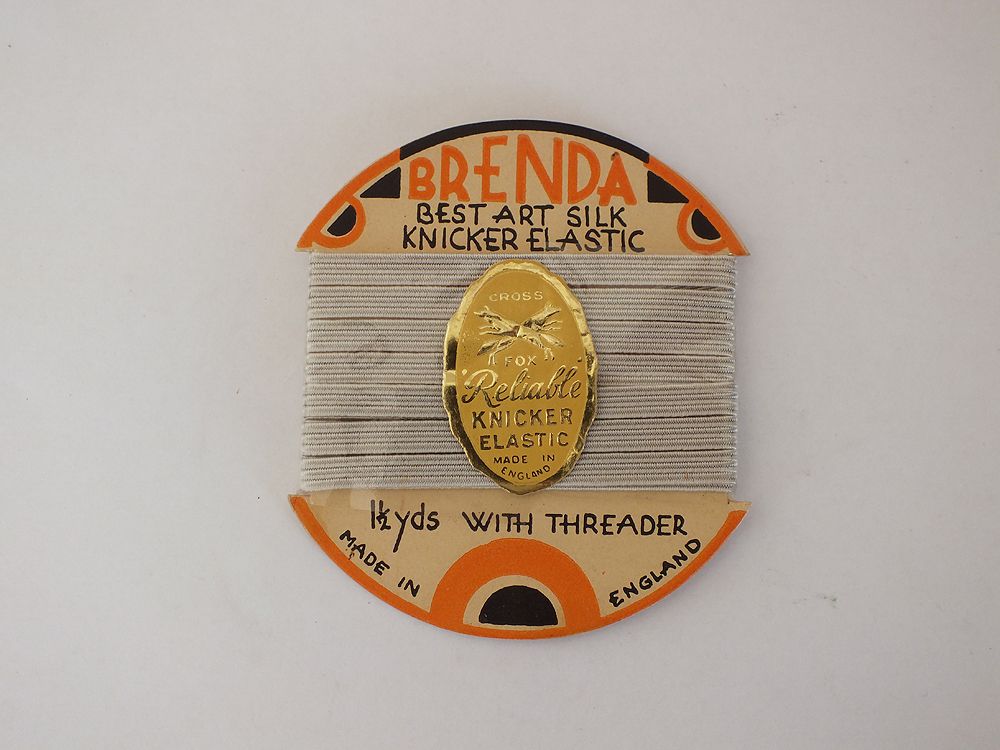 BRENDA
BEST ART SILK
KNICKER ELASTIC
CROSS
FOX
"Reliable"
KNICKER
ELASTIC
MADE IN
ENGLAND
1½ yds WITH THREADER
MADE IN ENGLAND